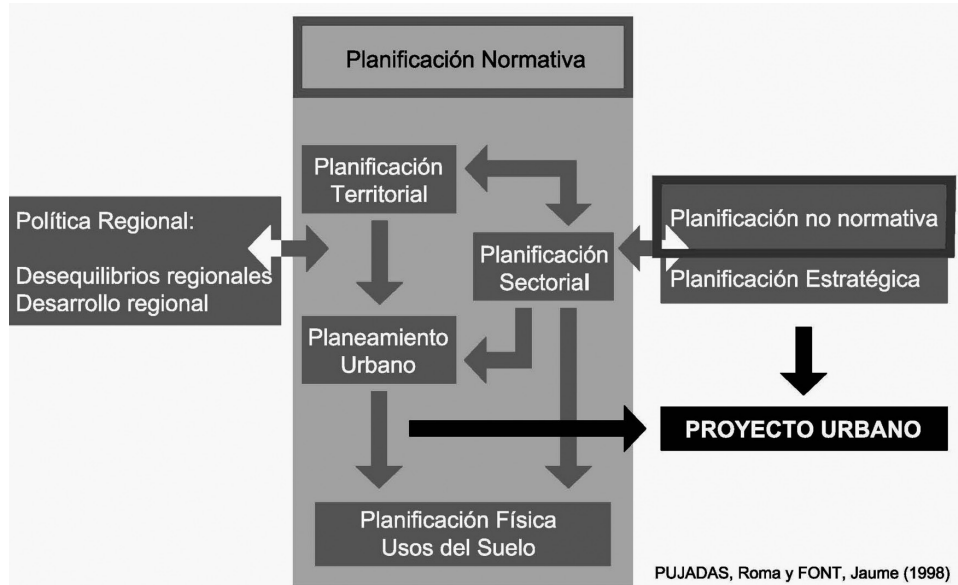 Planificación Normativa
Planificación
Territorial
Política Regional:
Desequilibrios regionales
Desarrollo regional
Planificación
Sectorial
Planificación no normativa
Planificación Estratégica
Planeamiento
Urbano
PROYECTO URBANO
Planificación Física
Usos del Suelo
PUJADAS, Roma y FONT, Jaume (1998)